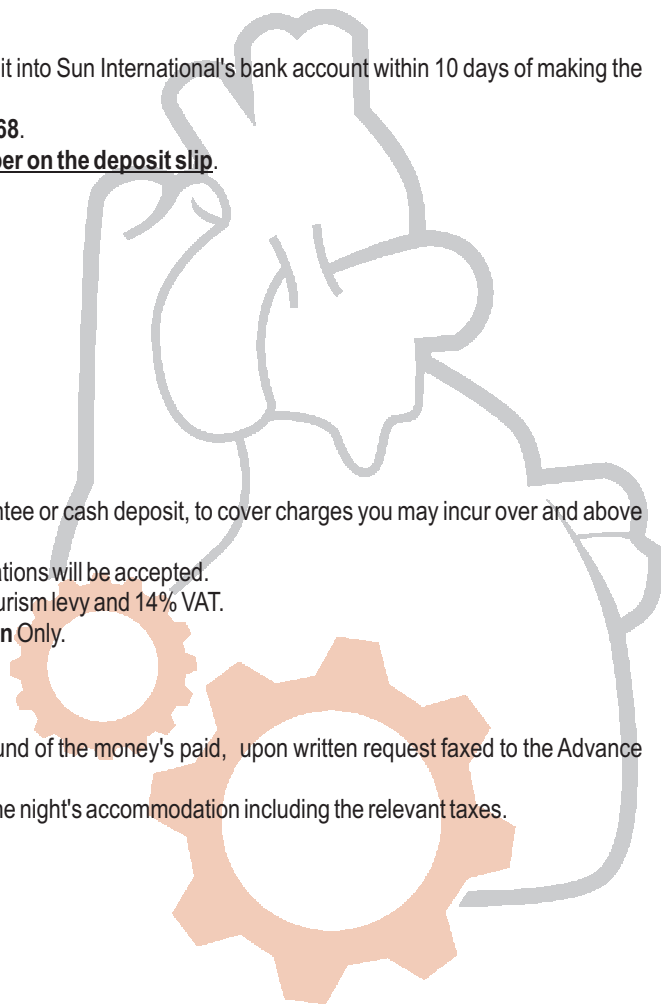 it into Sun International's bank account within 10 days of making the
68.
ber on the deposit slip.
ntee or cash deposit, to cover charges you may incur over and above
ations will be accepted.
urism levy and 14% VAT.
n Only.
und of the money's paid, upon written request faxed to the Advance
ne night's accommodation including the relevant taxes.